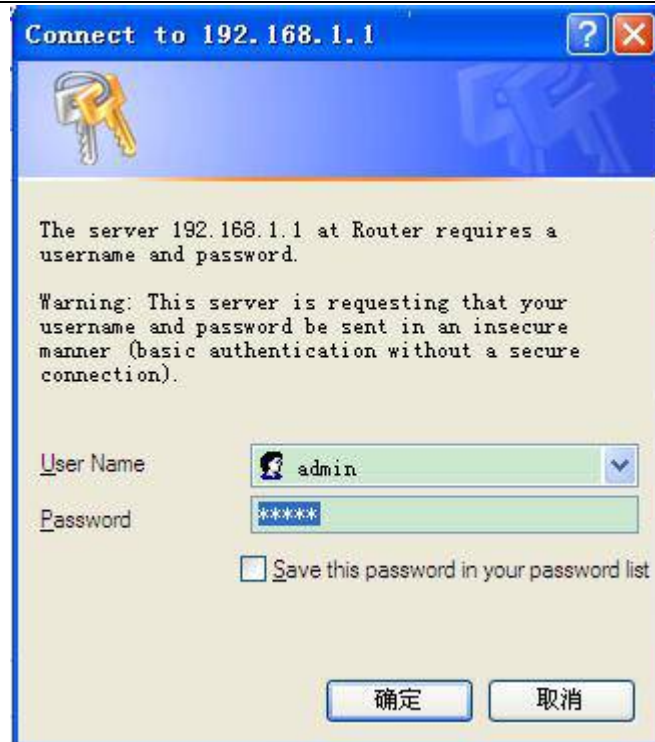 Connect to 192.168.1.1
The server 192.168.1.1 at Router requires a
username and password.
Warning: This server is requesting that your
username and password be sent in an insecure
manner (basic authentication without a secure
connection).
User Name
admin
Password
*****
Save this password in your password list
确定
取消